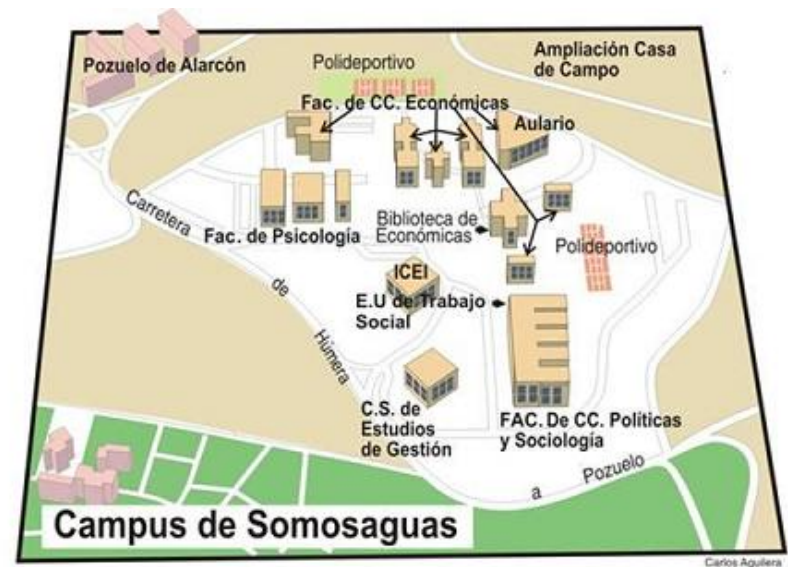 Pozuelo de Alarcón
Polideportivo
Ampliación Casa
de Campo
Fac. de CC. Económicas
Aulario
Carretera
de
Húmera
a
Pozuelo
Fac. de Psicología
Biblioteca de
Económicas
Polideportivo
ICEI
E.U de Trabajo
Social
C.S. de
Estudios
de Gestión
FAC. De CC. Políticas
y Sociología
Campus de Somosaguas
Carlos Aguilera